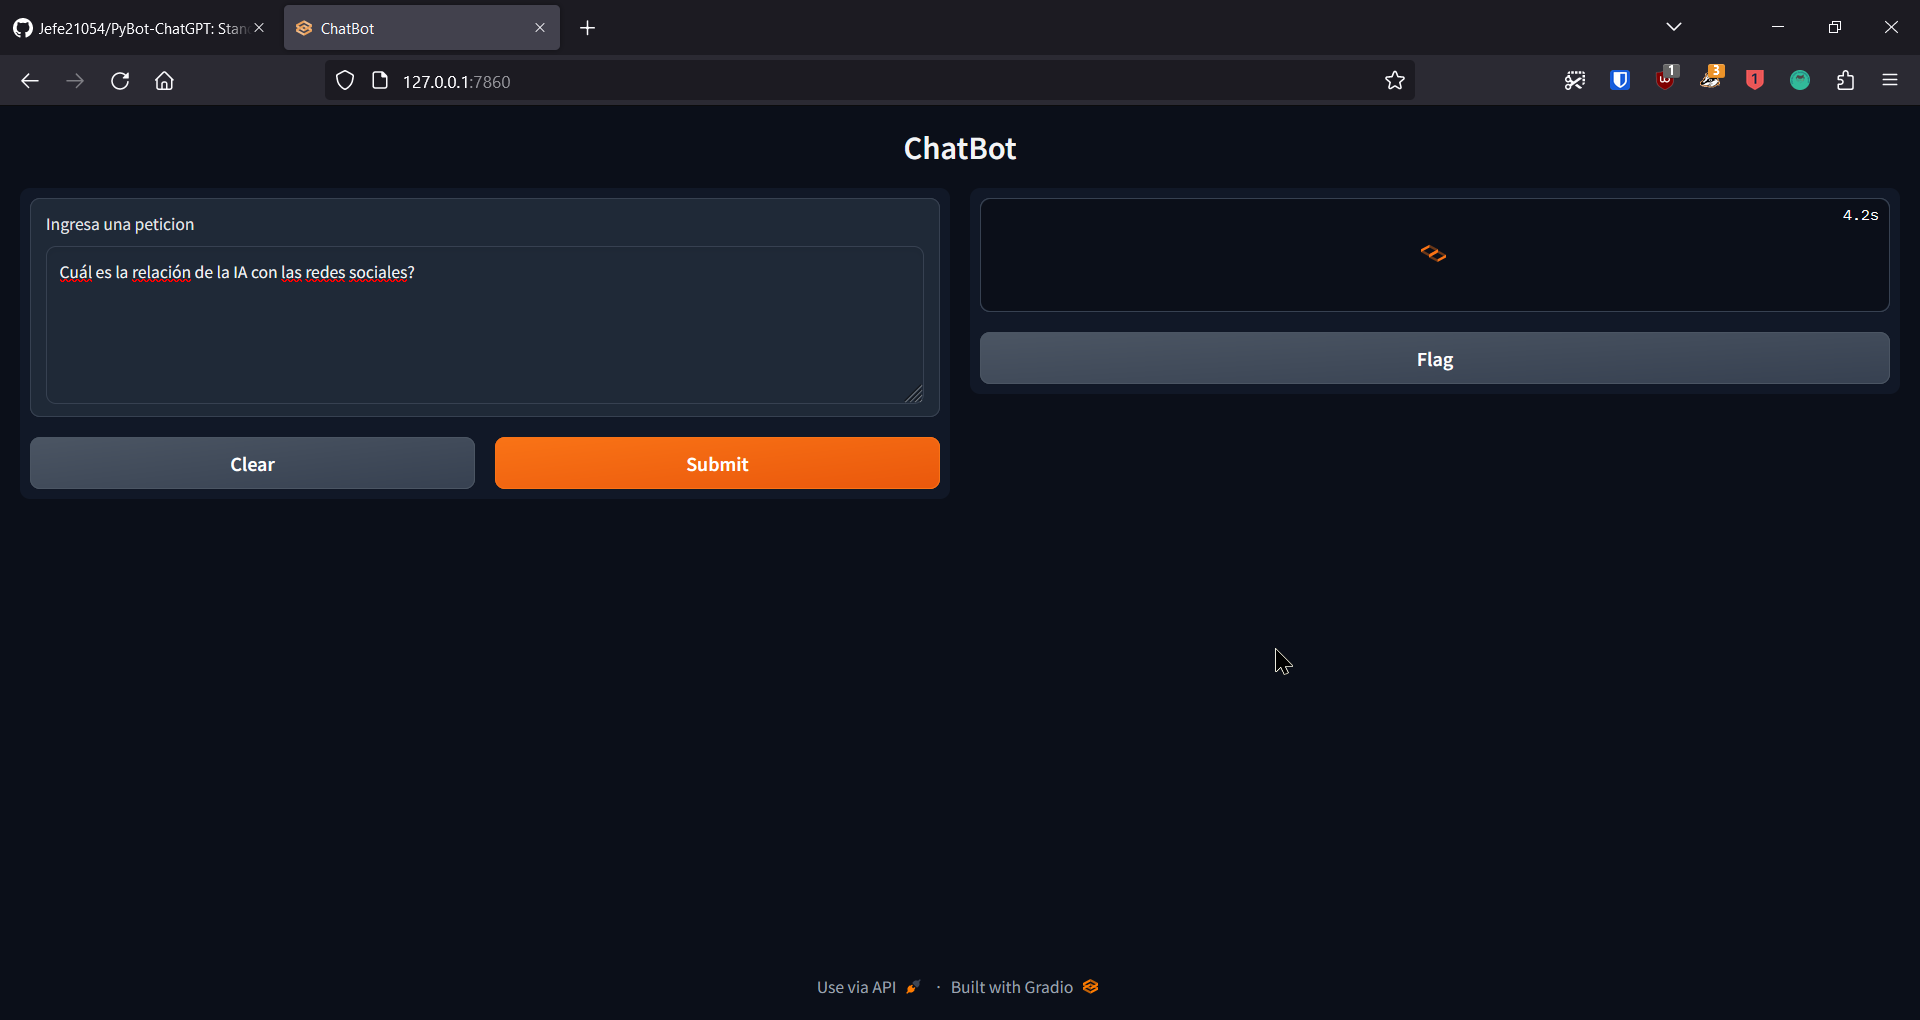 Jefe21054/PyBot-ChatGPT: Stan
ChatBot
127.0.0.1:7860
1
3
1
ChatBot
Ingresa una peticion
Cuál es la relación de la IA con las redes sociales?
Clear
Submit
4.2s
Flag
Use via API · Built with Gradio